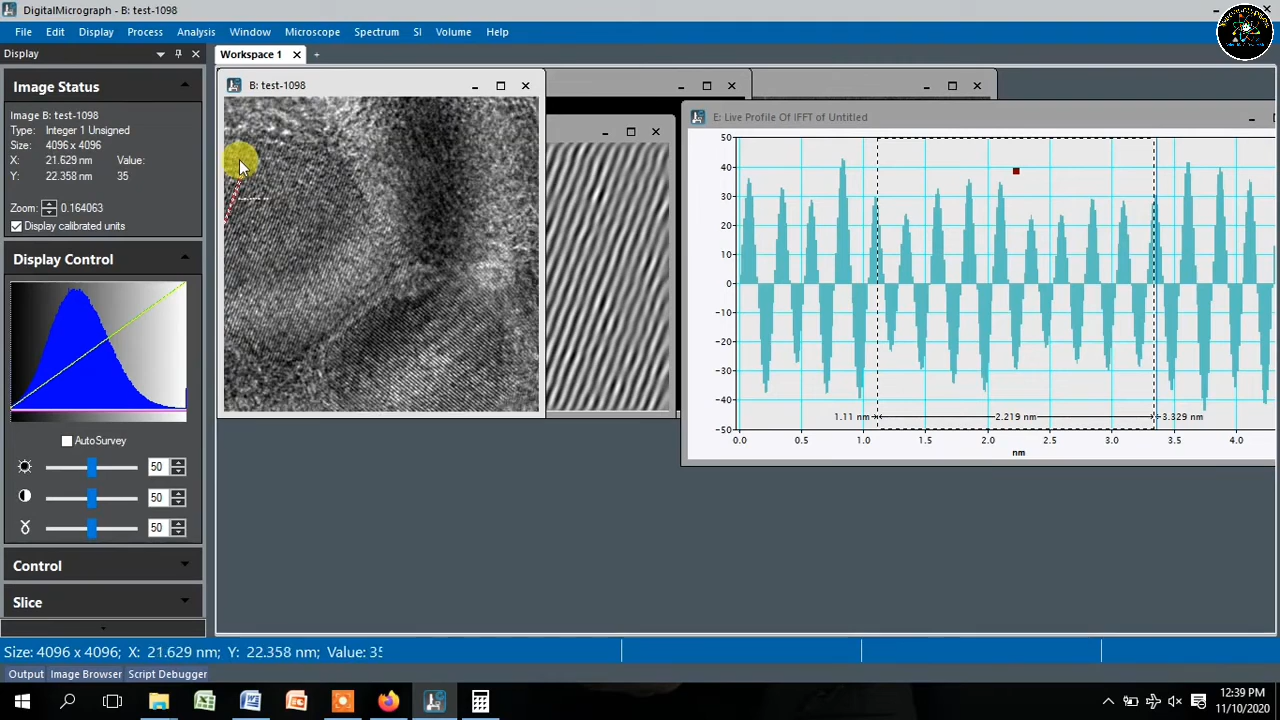 DigitalMicrograph - B: test-1098
File Edit Display Process Analysis Window Microscope Spectrum SI Volume Help
Display
Workspace 1
Image Status
Image B: test-1098
Type: Integer 1 Unsigned
Size: 4096 x 4096
X: 21.629 nm Value:
Y: 22.358 nm 35
Zoom: 0.164063
Display calibrated units
Display Control
AutoSurvey
50
50
50
Control
Slice
B: test-1098
E: Live Profile Of IFFT of Untitled
50
40
30
20
10
0
−10
−20
−30
−40
−50
1.11 nm 2.219 nm 3.329 nm
0.0 0.5 1.0 1.5 2.0 2.5 3.0 3.5 4.0
nm
Size: 4096 x 4096; X: 21.629 nm; Y: 22.358 nm; Value: 35
Output Image Browser Script Debugger
12:39 PM
11/10/2020